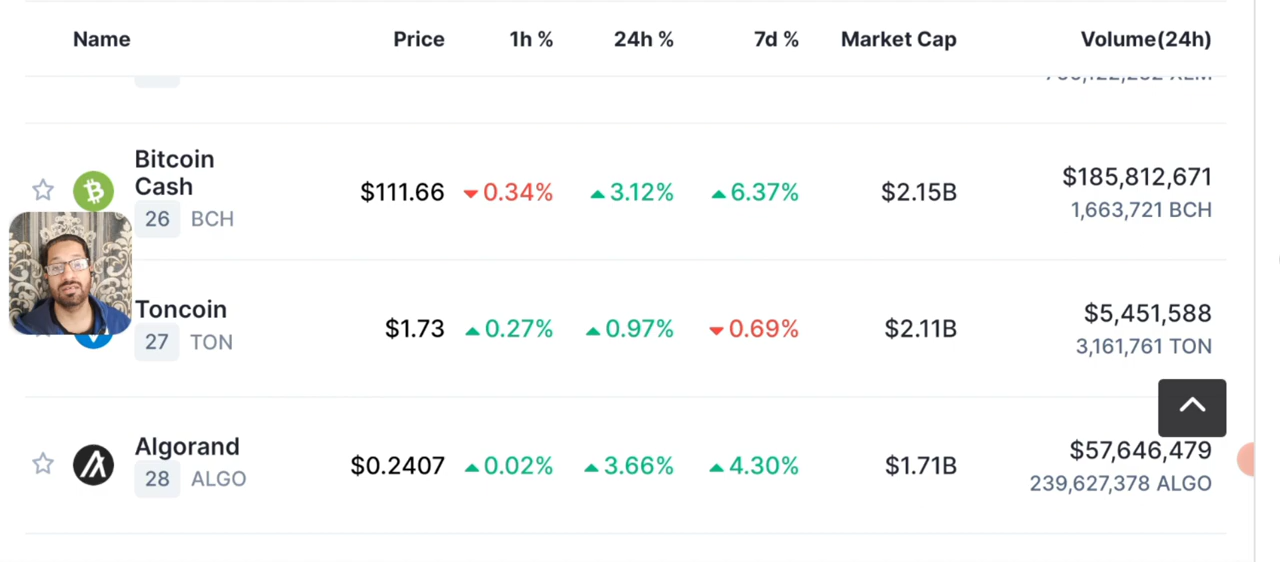 Name Price 1h % 24h % 7d % Market Cap Volume(24h)
Bitcoin
Cash
26 BCH
$111.66 0.34% 3.12% 6.37% $2.15B $185,812,671
1,663,721 BCH
Toncoin
27 TON
$1.73 0.27% 0.97% 0.69% $2.11B $5,451,588
3,161,761 TON
Algorand
28 ALGO
$0.2407 0.02% 3.66% 4.30% $1.71B $57,646,479
239,627,378 ALGO